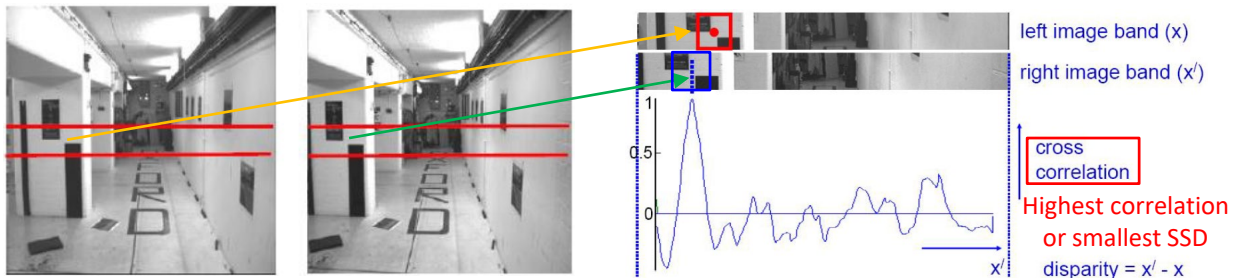 left image band (x)
right image band (x/)
1
0.5
0
x/
cross
correlation
Highest correlation
or smallest SSD
disparity = x/ - x